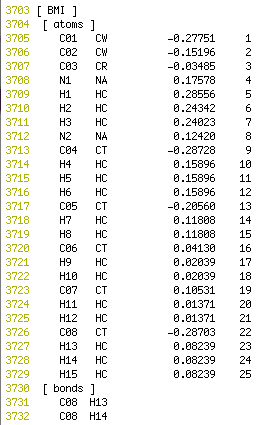 3703 [ BMI ]
3704 [ atoms ]
3705 C01 CW -0.27751 1
3706 C02 CW -0.15196 2
3707 C03 CR -0.03485 3
3708 N1 NA 0.17578 4
3709 H1 HC 0.28556 5
3710 H2 HC 0.24342 6
3711 H3 HC 0.24023 7
3712 N2 NA 0.12420 8
3713 C04 CT -0.28728 9
3714 H4 HC 0.15896 10
3715 H5 HC 0.15896 11
3716 H6 HC 0.15896 12
3717 C05 CT -0.20560 13
3718 H7 HC 0.11808 14
3719 H8 HC 0.11808 15
3720 C06 CT 0.04130 16
3721 H9 HC 0.02039 17
3722 H10 HC 0.02039 18
3723 C07 CT 0.10531 19
3724 H11 HC 0.01371 20
3725 H12 HC 0.01371 21
3726 C08 CT -0.28703 22
3727 H13 HC 0.08239 23
3728 H14 HC 0.08239 24
3729 H15 HC 0.08239 25
3730 [ bonds ]
3731 C08 H13
3732 C08 H14